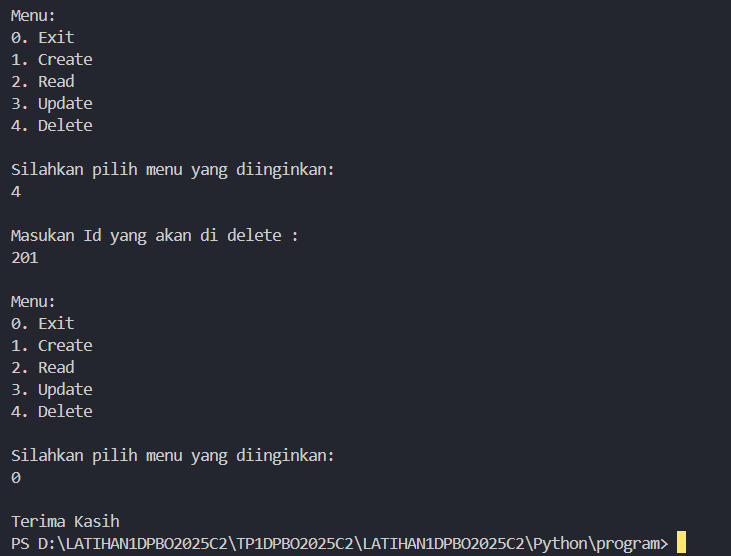 Menu:
0. Exit
1. Create
2. Read
3. Update
4. Delete
Silahkan pilih menu yang diinginkan:
4
Masukan Id yang akan di delete :
201
Menu:
0. Exit
1. Create
2. Read
3. Update
4. Delete
Silahkan pilih menu yang diinginkan:
0
Terima Kasih
PS D:\LATIHAN1DPBO2025C2\TP1DPBO2025C2\LATIHAN1DPBO2025C2\Python\program>